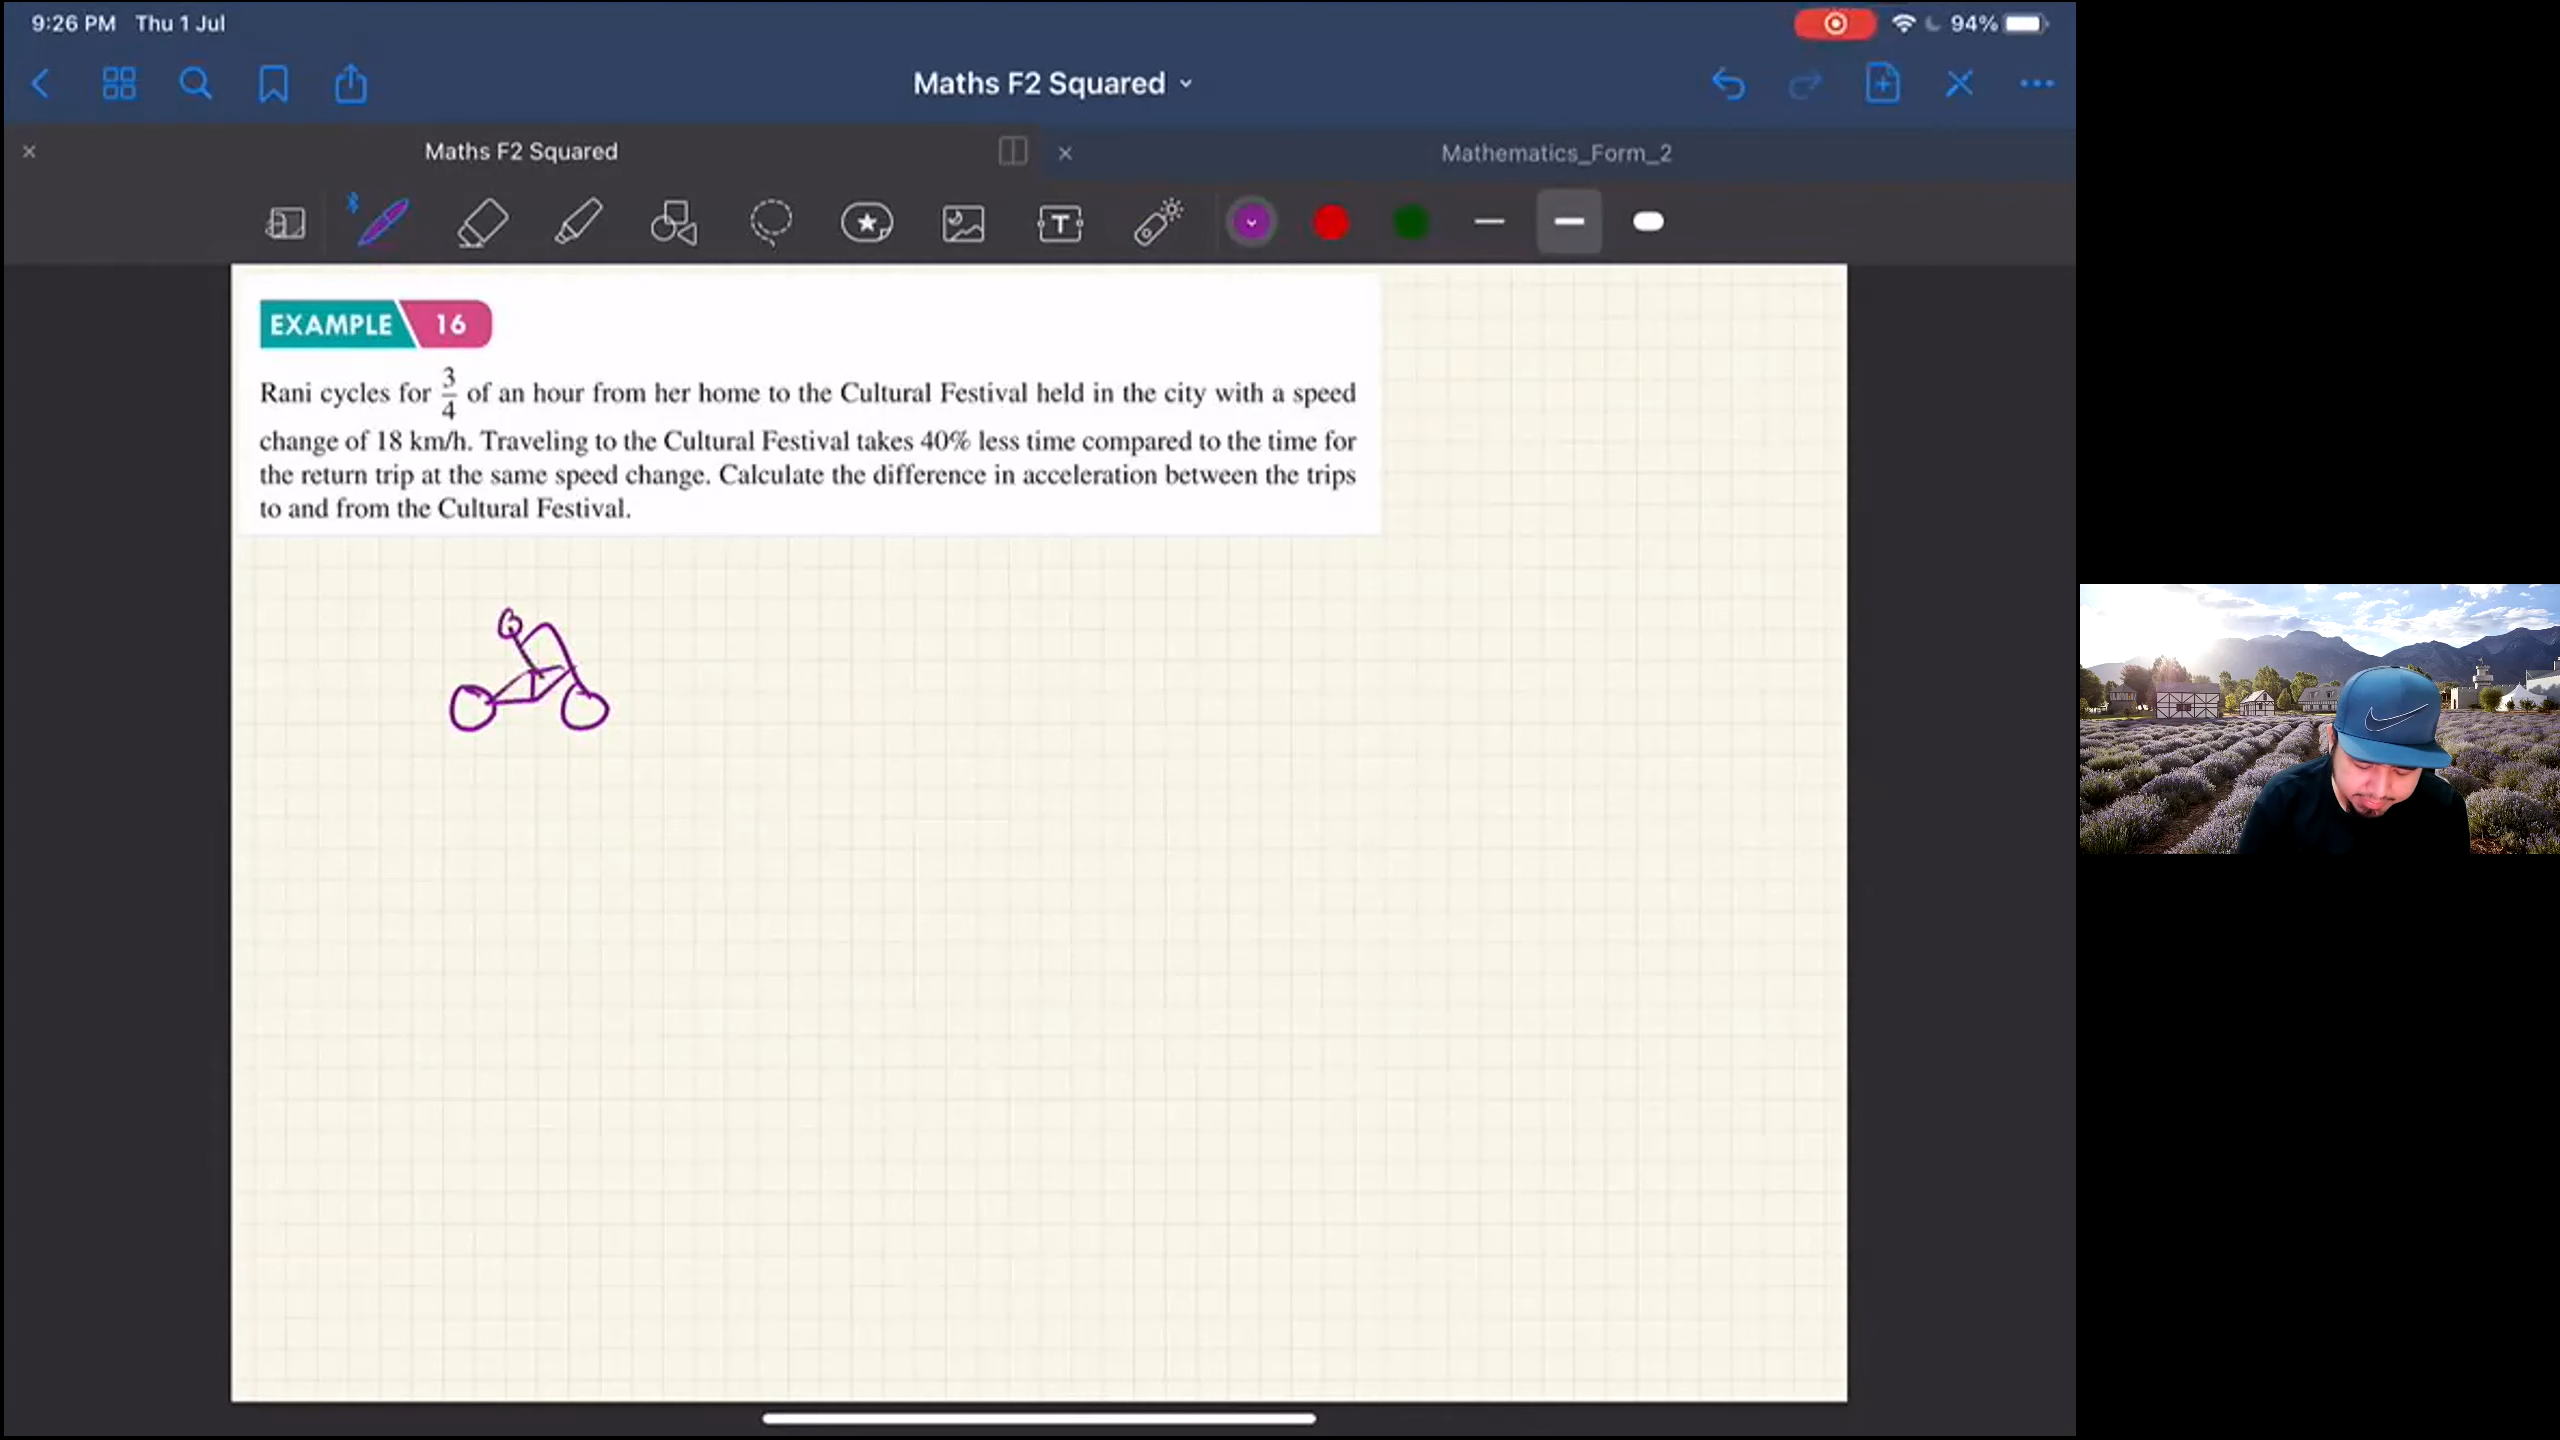 9:26 PM Thu 1 Jul 94%
Maths F2 Squared
Maths F2 Squared Mathematics_Form_2
T
EXAMPLE 16
Rani cycles for 3/4 of an hour from her home to the Cultural Festival held in the city with a speed
change of 18 km/h. Traveling to the Cultural Festival takes 40% less time compared to the time for
the return trip at the same speed change. Calculate the difference in acceleration between the trips
to and from the Cultural Festival.